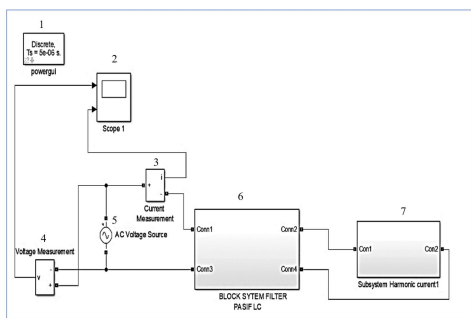 1
Discrete,
Ts = 5e-06 s.
powergui
2
Scope 1
3
i
+
-
Current
Measurement
4
Voltage Measurement
v
-
+
5
AC Voltage Source
6
Conn1
Conn2
Conn3
Conn4
BLOCK SYTEM FILTER
PASIF LC
7
Con1
Con2
Subsystem Harmonic current1